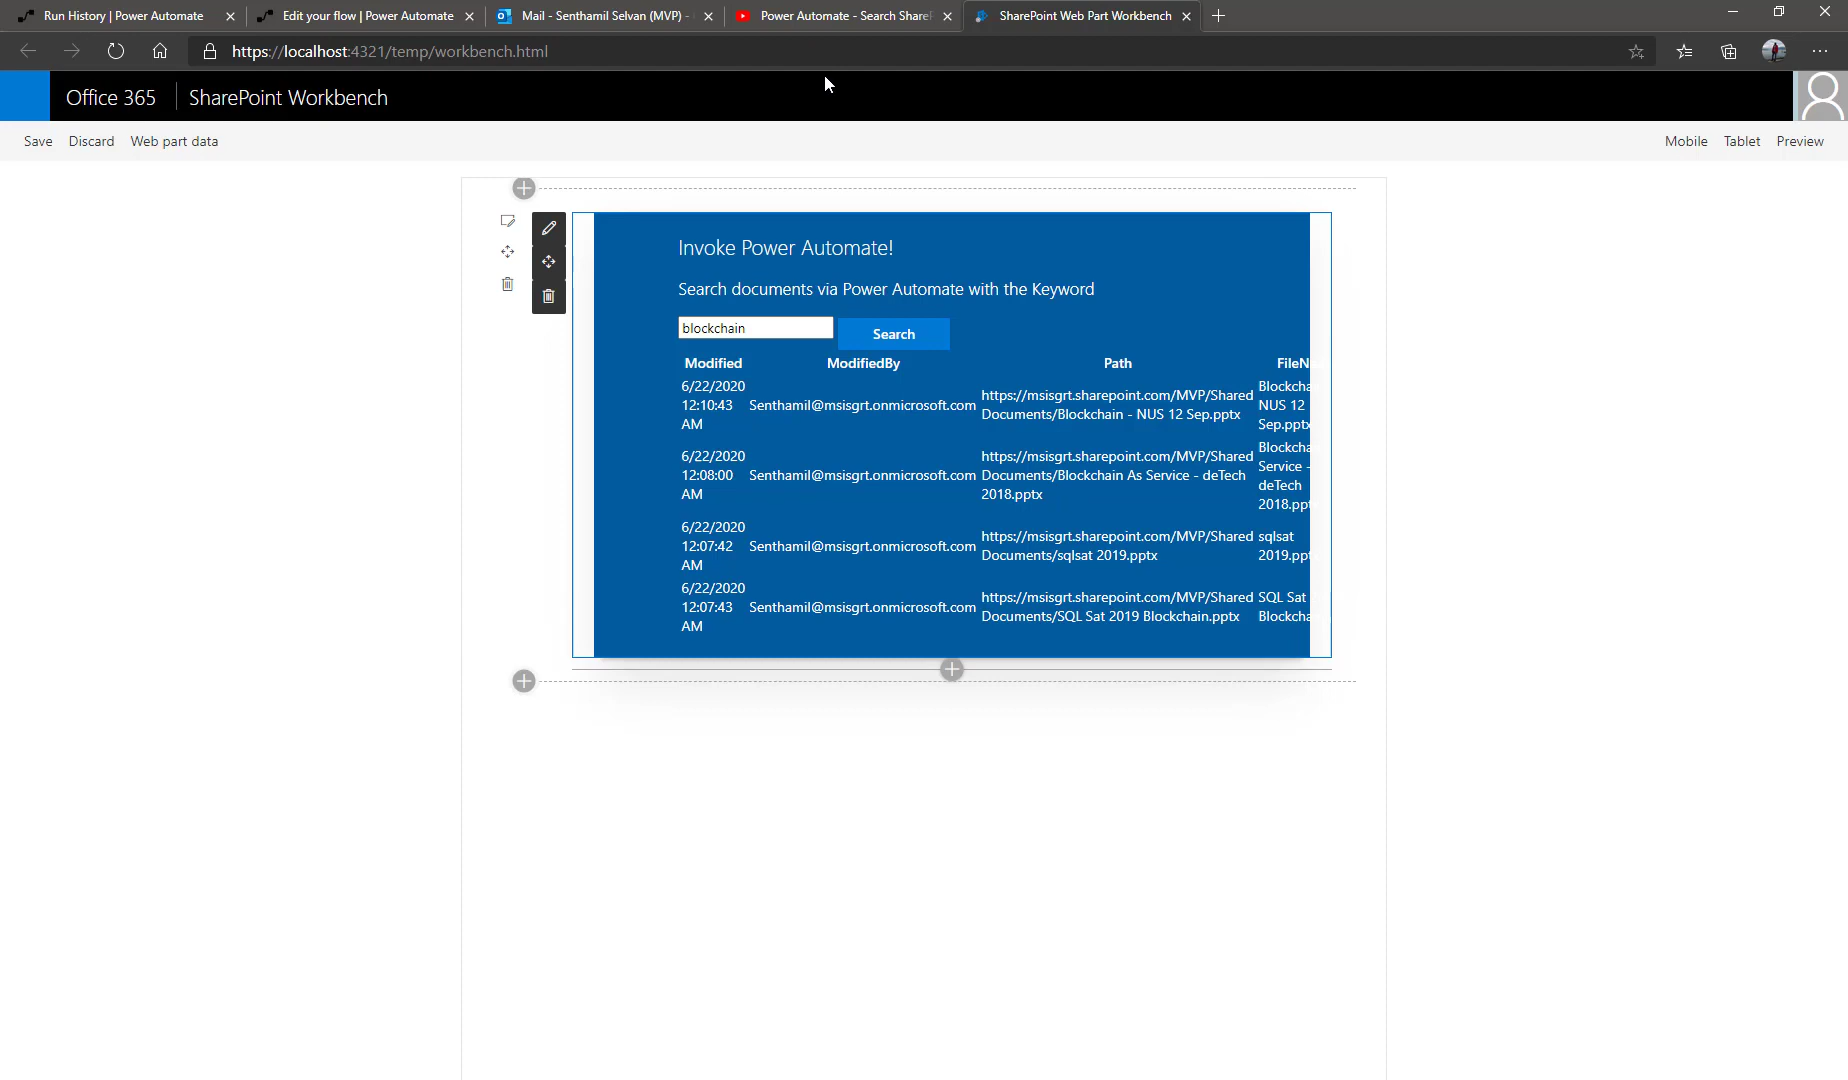 Run History | Power Automate
Edit your flow | Power Automate
Mail - Senthamil Selvan (MVP) -
Power Automate - Search ShareP
SharePoint Web Part Workbench
https://localhost:4321/temp/workbench.html
Office 365 SharePoint Workbench
Save Discard Web part data Mobile Tablet Preview
Invoke Power Automate!
Search documents via Power Automate with the Keyword
blockchain Search
Modified ModifiedBy Path FileN
6/22/2020
12:10:43
AM
Senthamil@msisgrt.onmicrosoft.com
https://msisgrt.sharepoint.com/MVP/Shared
Documents/Blockchain - NUS 12 Sep.pptx
Blockcha
NUS 12
Sep.pptx
6/22/2020
12:08:00
AM
Senthamil@msisgrt.onmicrosoft.com
https://msisgrt.sharepoint.com/MVP/Shared
Documents/Blockchain As Service - deTech
2018.pptx
Blockcha
Service -
deTech
2018.ppt
6/22/2020
12:07:42
AM
Senthamil@msisgrt.onmicrosoft.com
https://msisgrt.sharepoint.com/MVP/Shared
Documents/sqlsat 2019.pptx
sqlsat
2019.ppt
6/22/2020
12:07:43
AM
Senthamil@msisgrt.onmicrosoft.com
https://msisgrt.sharepoint.com/MVP/Shared
Documents/SQL Sat 2019 Blockchain.pptx
SQL Sat
Blockcha